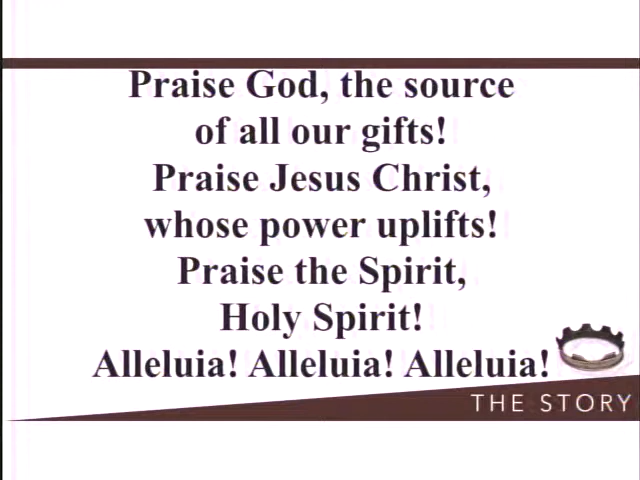 Praise God, the source
of all our gifts!
Praise Jesus Christ,
whose power uplifts!
Praise the Spirit,
Holy Spirit!
Alleluia! Alleluia! Alleluia!
THE STORY